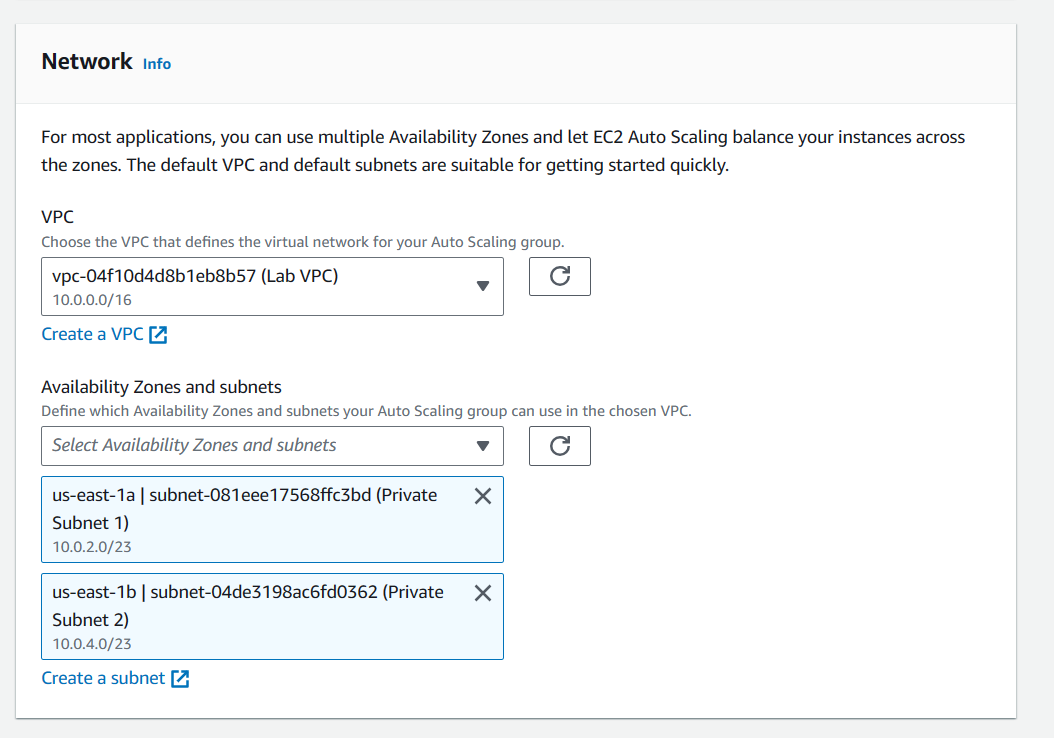 Network Info
For most applications, you can use multiple Availability Zones and let EC2 Auto Scaling balance your instances across
the zones. The default VPC and default subnets are suitable for getting started quickly.
VPC
Choose the VPC that defines the virtual network for your Auto Scaling group.
vpc-04f10d4d8b1eb8b57 (Lab VPC)
10.0.0.0/16
Create a VPC
Availability Zones and subnets
Define which Availability Zones and subnets your Auto Scaling group can use in the chosen VPC.
Select Availability Zones and subnets
us-east-1a | subnet-081eee17568ffc3bd (Private
Subnet 1)
10.0.2.0/23
us-east-1b | subnet-04de3198ac6fd0362 (Private
Subnet 2)
10.0.4.0/23
Create a subnet